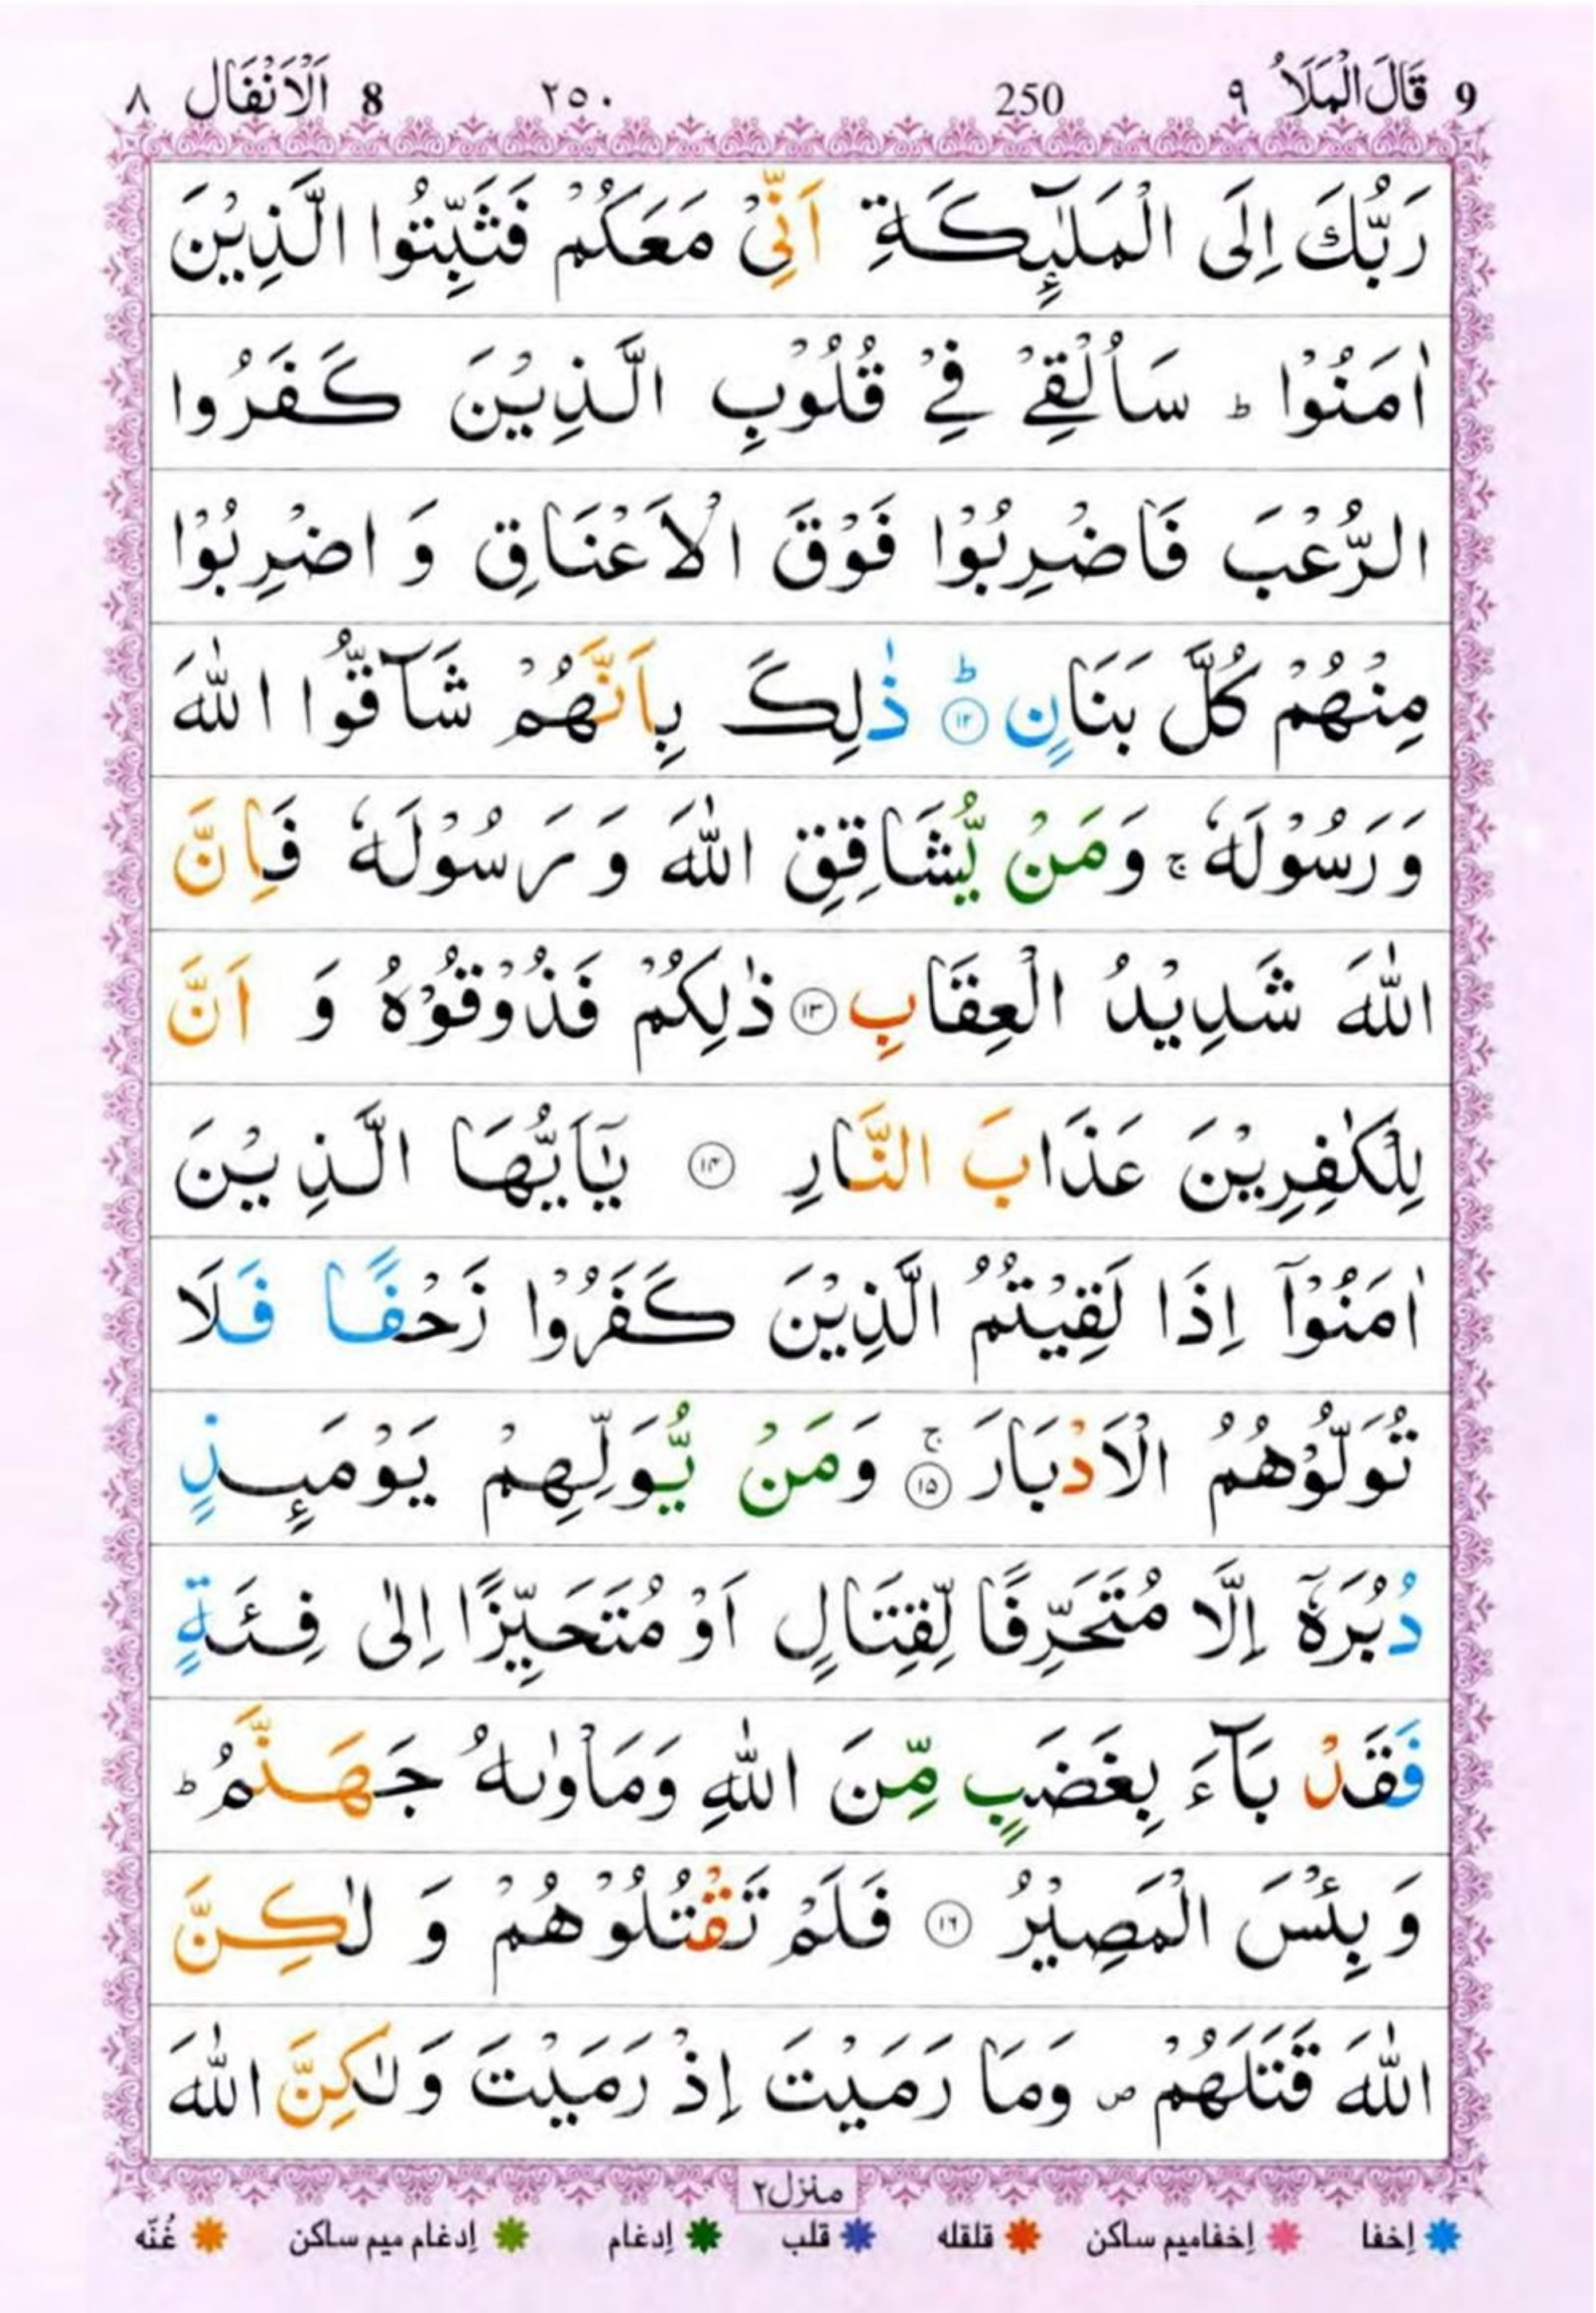 9 قَالَ الْمَلَاُ ٩ 250 ٢٥٠ 8 اَلْاَنْفَال ٨
رَبُّكَ اِلَى الْمَلٰٓئِكَةِ اَنِّىْ مَعَكُمْ فَثَبِّتُوا الَّذِيْنَ
اٰمَنُوْا ؕ سَاُلْقِىْ فِىْ قُلُوْبِ الَّذِيْنَ كَفَرُوا
الرُّعْبَ فَاضْرِبُوْا فَوْقَ الْاَعْنَاقِ وَ اضْرِبُوْا
مِنْهُمْ كُلَّ بَنَانٍ ؕ ۝١٢ ذٰلِكَ بِاَنَّهُمْ شَآقُّوا اللّٰهَ
وَرَسُوْلَهٗ ۚ وَمَنْ يُّشَاقِقِ اللّٰهَ وَ رَسُوْلَهٗ فَاِنَّ
اللّٰهَ شَدِيْدُ الْعِقَابِ ۝١٣ ذٰلِكُمْ فَذُوْقُوْهُ وَ اَنَّ
لِلْكٰفِرِيْنَ عَذَابَ النَّارِ ۝١٤ يٰٓاَيُّهَا الَّذِيْنَ
اٰمَنُوْٓا اِذَا لَقِيْتُمُ الَّذِيْنَ كَفَرُوْا زَحْفًا فَلَا
تُوَلُّوْهُمُ الْاَدْبَارَ ۚ ۝١٥ وَمَنْ يُّوَلِّهِمْ يَوْمَئِذٍ
دُبُرَهٗٓ اِلَّا مُتَحَرِّفًا لِّقِتَالٍ اَوْ مُتَحَيِّزًا اِلٰى فِئَةٍ
فَقَدْ بَآءَ بِغَضَبٍ مِّنَ اللّٰهِ وَمَاْوٰىهُ جَهَنَّمُ ؕ
وَ بِئْسَ الْمَصِيْرُ ۝١٦ فَلَمْ تَقْتُلُوْهُمْ وَ لٰكِنَّ
اللّٰهَ قَتَلَهُمْ ۪ وَمَا رَمَيْتَ اِذْ رَمَيْتَ وَلٰكِنَّ اللّٰهَ
منزل٢
اِخفا اِخفامیم ساکن قلقله قلب اِدغام اِدغام میم ساکن غُنّه